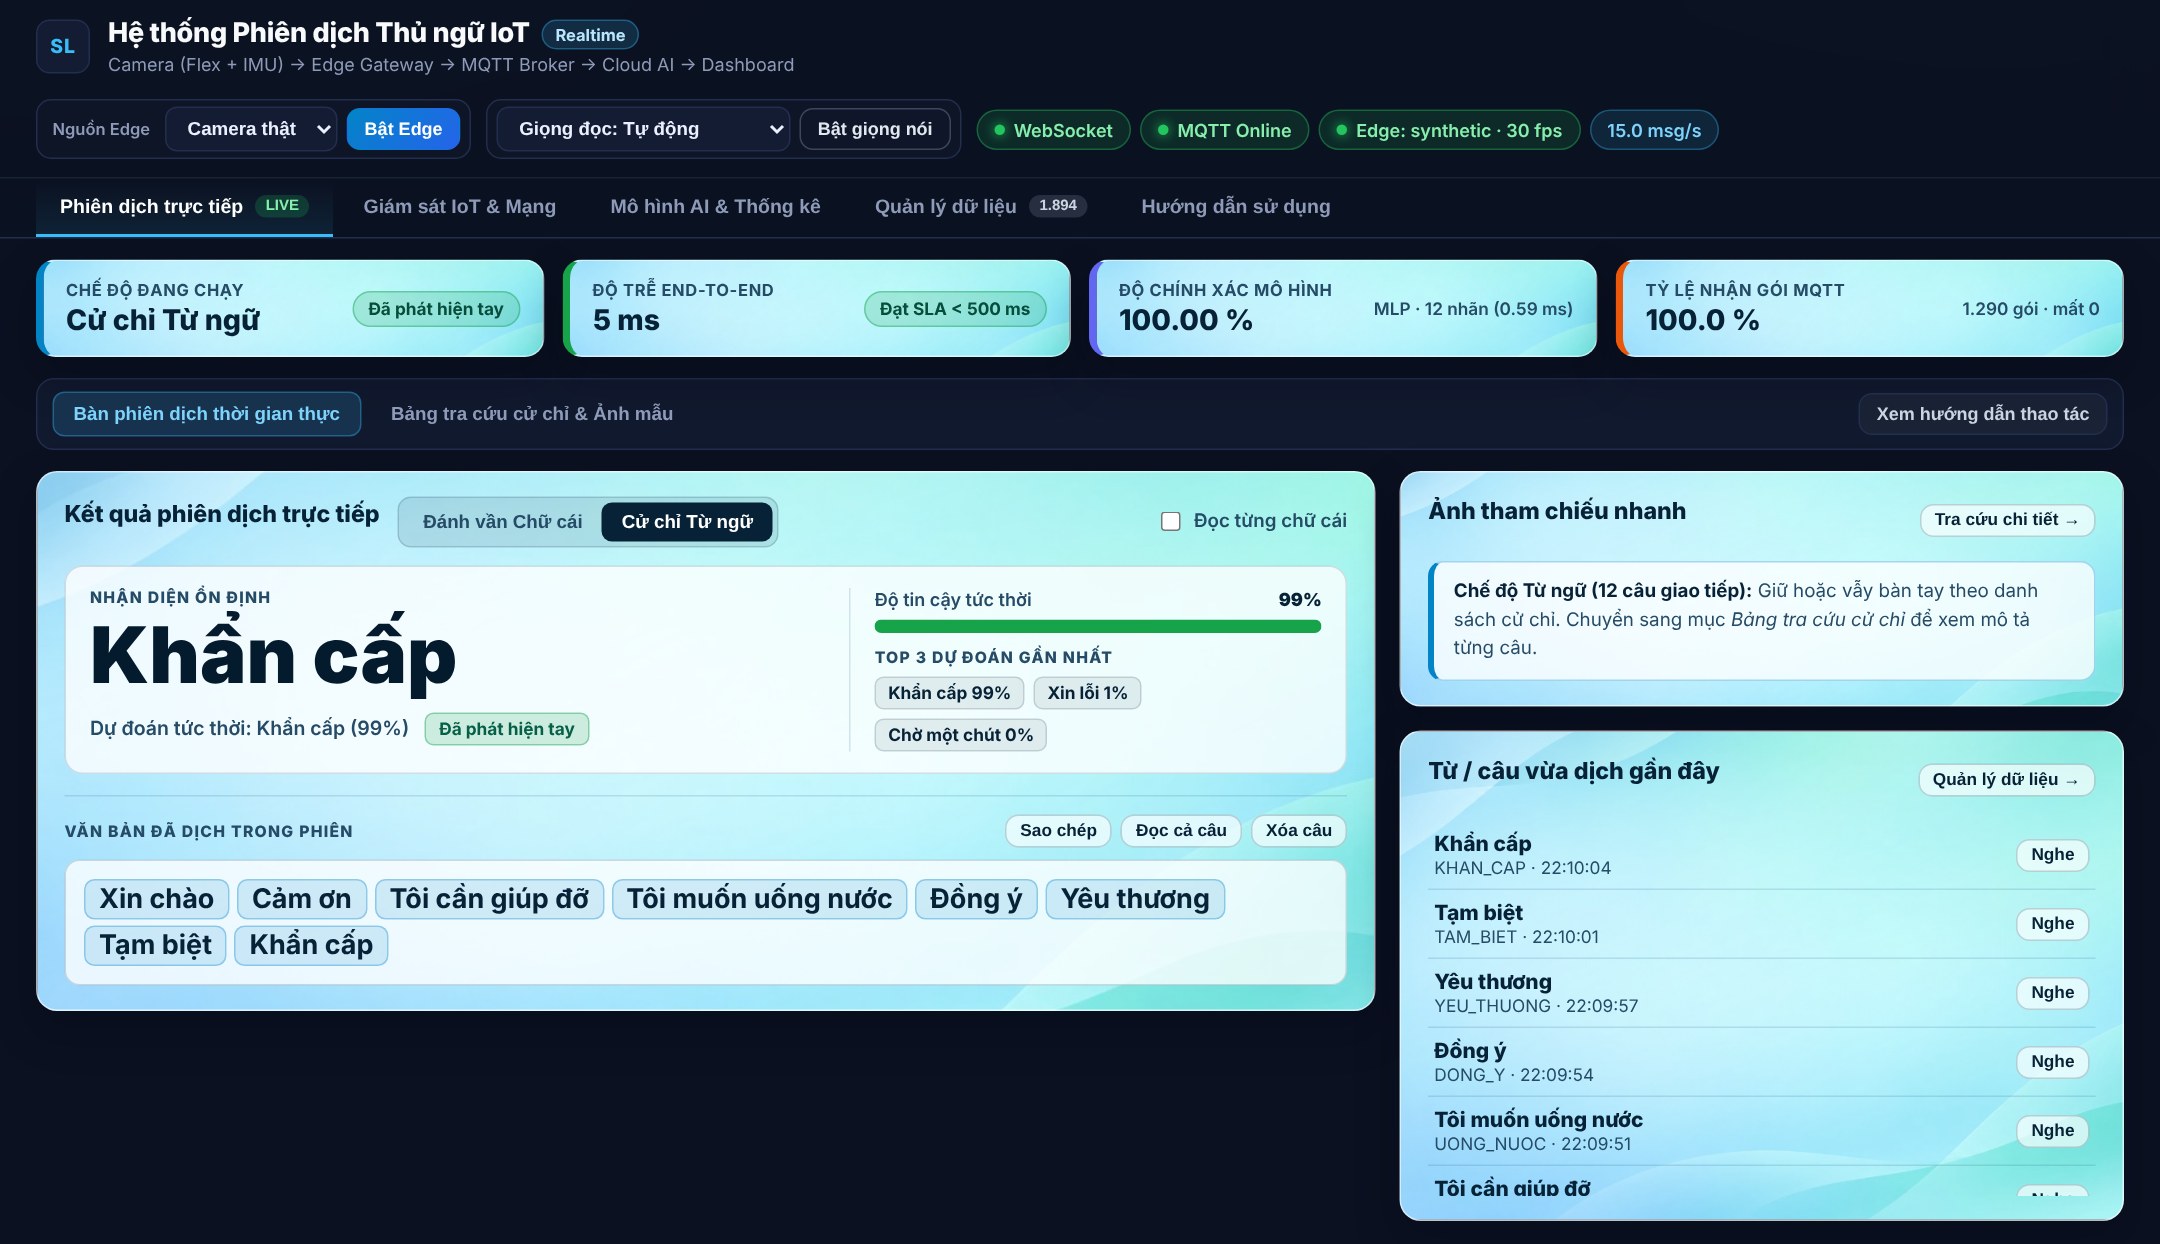 SL
Hệ thống Phiên dịch Thủ ngữ IoT
Realtime
Camera (Flex + IMU) → Edge Gateway → MQTT Broker → Cloud AI → Dashboard
Nguồn Edge
Camera thật
Bật Edge
Giọng đọc: Tự động
Bật giọng nói
WebSocket
MQTT Online
Edge: synthetic · 30 fps
15.0 msg/s
Phiên dịch trực tiếp
LIVE
Giám sát IoT & Mạng
Mô hình AI & Thống kê
Quản lý dữ liệu
1.894
Hướng dẫn sử dụng
CHẾ ĐỘ ĐANG CHẠY
Cử chỉ Từ ngữ
Đã phát hiện tay
ĐỘ TRỄ END-TO-END
5 ms
Đạt SLA < 500 ms
ĐỘ CHÍNH XÁC MÔ HÌNH
100.00 %
MLP · 12 nhãn (0.59 ms)
TỶ LỆ NHẬN GÓI MQTT
100.0 %
1.290 gói · mất 0
Bàn phiên dịch thời gian thực
Bảng tra cứu cử chỉ & Ảnh mẫu
Xem hướng dẫn thao tác
Kết quả phiên dịch trực tiếp
Đánh vần Chữ cái
Cử chỉ Từ ngữ
Đọc từng chữ cái
NHẬN DIỆN ỔN ĐỊNH
Khẩn cấp
Dự đoán tức thời: Khẩn cấp (99%)
Đã phát hiện tay
Độ tin cậy tức thời
99%
TOP 3 DỰ ĐOÁN GẦN NHẤT
Khẩn cấp 99%
Xin lỗi 1%
Chờ một chút 0%
VĂN BẢN ĐÃ DỊCH TRONG PHIÊN
Sao chép
Đọc cả câu
Xóa câu
Xin chào
Cảm ơn
Tôi cần giúp đỡ
Tôi muốn uống nước
Đồng ý
Yêu thương
Tạm biệt
Khẩn cấp
Ảnh tham chiếu nhanh
Tra cứu chi tiết →
Chế độ Từ ngữ (12 câu giao tiếp): Giữ hoặc vẫy bàn tay theo danh
sách cử chỉ. Chuyển sang mục Bảng tra cứu cử chỉ để xem mô tả
từng câu.
Từ / câu vừa dịch gần đây
Quản lý dữ liệu →
Khẩn cấp
KHAN_CAP · 22:10:04
Nghe
Tạm biệt
TAM_BIET · 22:10:01
Nghe
Yêu thương
YEU_THUONG · 22:09:57
Nghe
Đồng ý
DONG_Y · 22:09:54
Nghe
Tôi muốn uống nước
UONG_NUOC · 22:09:51
Nghe
Tôi cần giúp đỡ